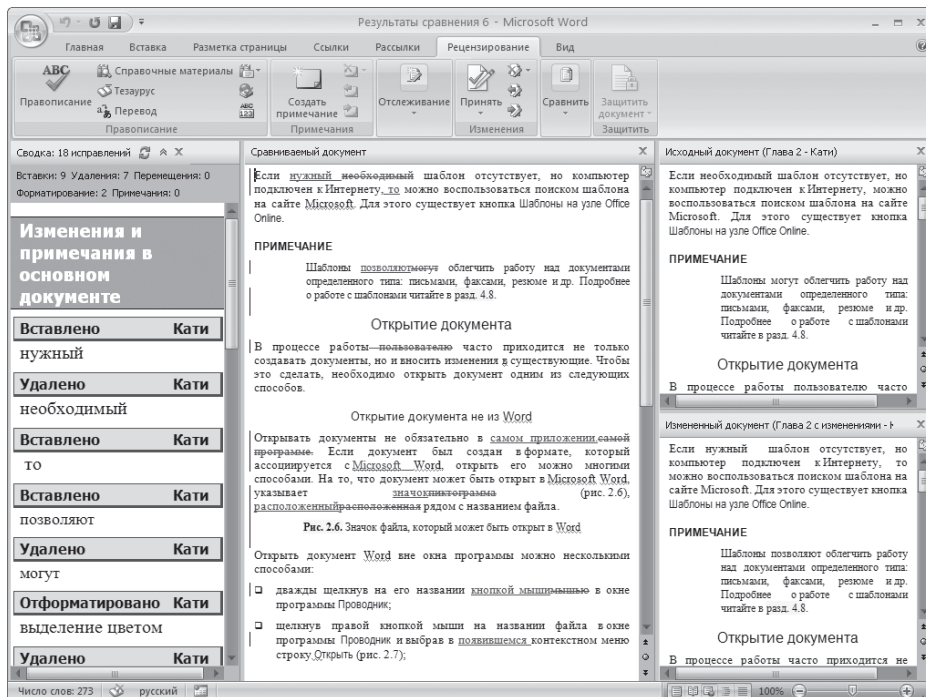 Результаты сравнения 6 - Microsoft Word
Главная Вставка Разметка страницы Ссылки Рассылки Рецензирование Вид
ABC
Правописание
Справочные материалы
Тезаурус
Перевод
ABC
123
Правописание
Создать
примечание
Примечания
Отслеживание
Принять
Изменения
Сравнить
Защитить
документ
Защитить
Сводка: 18 исправлений
Вставки: 9 Удаления: 7 Перемещения: 0
Форматирование: 2 Примечания: 0
Изменения и
примечания в
основном
документе
Вставлено Кати
нужный
Удалено Кати
необходимый
Вставлено Кати
то
Вставлено Кати
позволяют
Удалено Кати
могут
Отформатировано Кати
выделение цветом
Удалено Кати
Сравниваемый документ
Если нужный необходимый шаблон отсутствует, но компьютер
подключен к Интернету, то можно воспользоваться поиском шаблона
на сайте Microsoft. Для этого существует кнопка Шаблоны на узле Office
Online.
ПРИМЕЧАНИЕ
Шаблоны позволяютмогут облегчить работу над документами
определенного типа: письмами, факсами, резюме и др. Подробнее
о работе с шаблонами читайте в разд. 4.8.
Открытие документа
В процессе работы пользователю часто приходится не только
создавать документы, но и вносить изменения в существующие. Чтобы
это сделать, необходимо открыть документ одним из следующих
способов.
Открытие документа не из Word
Открывать документы не обязательно в самом приложении.самой
программе. Если документ был создан в формате, который
ассоциируется с Microsoft Word, открыть его можно многими
способами. На то, что документ может быть открыт в Microsoft Word,
указывает значокпиктограмма (рис. 2.6),
расположенныйрасположенная рядом с названием файла.
Рис. 2.6. Значок файла, который может быть открыт в Word
Открыть документ Word вне окна программы можно несколькими
способами:
❑ дважды щелкнув на его названии кнопкой мышимышью в окне
программы Проводник;
❑ щелкнув правой кнопкой мыши на названии файла в окне
программы Проводник и выбрав в появившемся контекстном меню
строку Открыть (рис. 2.7);
Исходный документ (Глава 2 - Кати)
Если необходимый шаблон отсутствует, но
компьютер подключен к Интернету, можно
воспользоваться поиском шаблона на сайте
Microsoft. Для этого существует кнопка
Шаблоны на узле Office Online.
ПРИМЕЧАНИЕ
Шаблоны могут облегчить работу над
документами определенного типа:
письмами, факсами, резюме и др.
Подробнее о работе с шаблонами
читайте в разд. 4.8.
Открытие документа
В процессе работы пользователю часто
Измененный документ (Глава 2 с изменениями - К
Если нужный шаблон отсутствует, но
компьютер подключен к Интернету, то
можно воспользоваться поиском шаблона на
сайте Microsoft. Для этого существует кнопка
Шаблоны на узле Office Online.
ПРИМЕЧАНИЕ
Шаблоны позволяют облегчить работу
над документами определенного типа:
письмами, факсами, резюме и др.
Подробнее о работе с шаблонами
читайте в разд. 4.8.
Открытие документа
В процессе работы часто приходится не
Число слов: 273 русский 100%